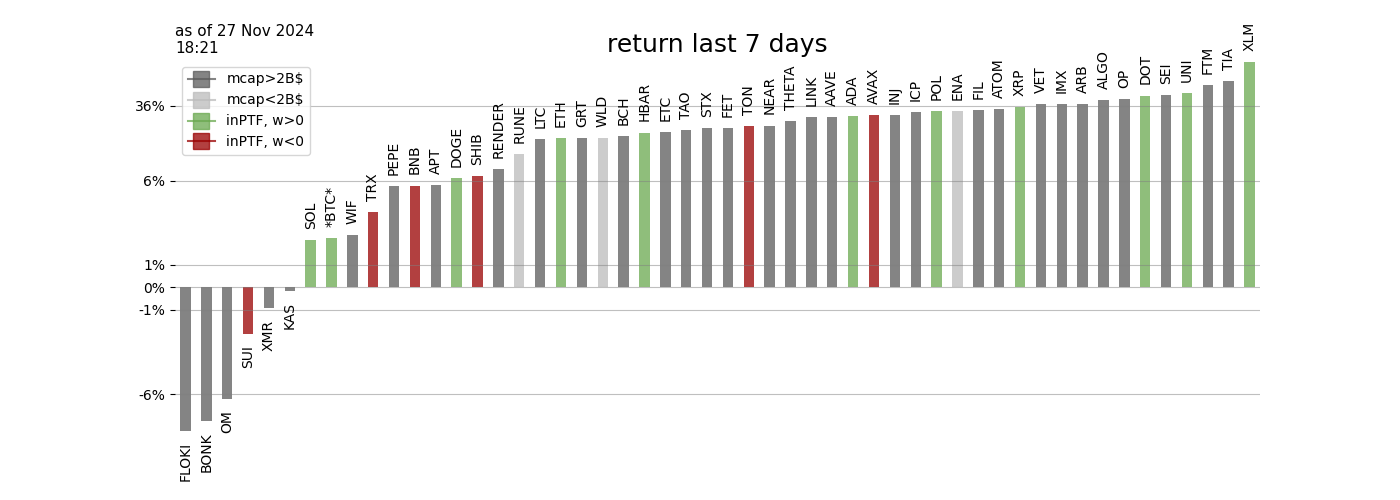 as of 27 Nov 2024
18:21
return last 7 days
mcap>2B$
mcap<2B$
inPTF, w>0
inPTF, w<0
36%
6%
1%
0%
-1%
-6%
FLOKI
BONK
OM
SUI
XMR
KAS
SOL
*BTC*
WIF
TRX
PEPE
BNB
APT
DOGE
SHIB
RENDER
RUNE
LTC
ETH
GRT
WLD
BCH
HBAR
ETC
TAO
STX
FET
TON
NEAR
THETA
LINK
AAVE
ADA
AVAX
INJ
ICP
POL
ENA
FIL
ATOM
XRP
VET
IMX
ARB
ALGO
OP
DOT
SEI
UNI
FTM
TIA
XLM